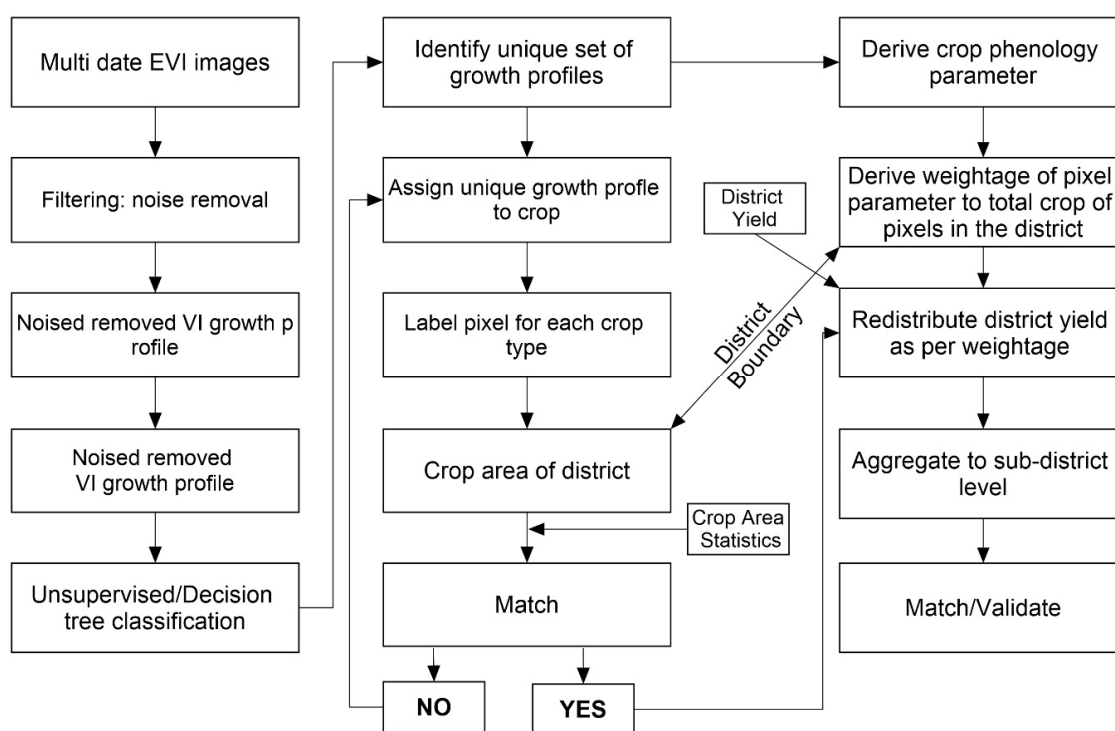 Multi date EVI images
Filtering: noise removal
Noised removed VI growth p
rofile
Noised removed
VI growth profile
Unsupervised/Decision
tree classification
Identify unique set of
growth profiles
Assign unique growth profle
to crop
Label pixel for each crop
type
Crop area of district
Crop Area
Statistics
Match
NO
YES
District
Boundary
District
Yield
Derive crop phenology
parameter
Derive weightage of pixel
parameter to total crop of
pixels in the district
Redistribute district yield
as per weightage
Aggregate to sub-district
level
Match/Validate